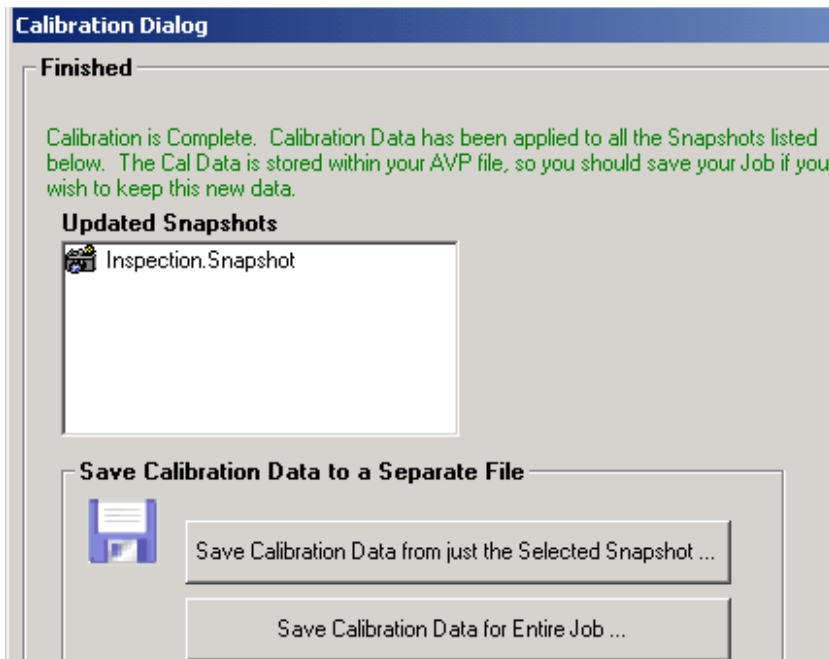 Calibration Dialog
Finished
Calibration is Complete.  Calibration Data has been applied to all the Snapshots listed
below.  The Cal Data is stored within your AVP file, so you should save your Job if you
wish to keep this new data.
Updated Snapshots
Inspection.Snapshot
Save Calibration Data to a Separate File
Save Calibration Data from just the Selected Snapshot ...
Save Calibration Data for Entire Job ...